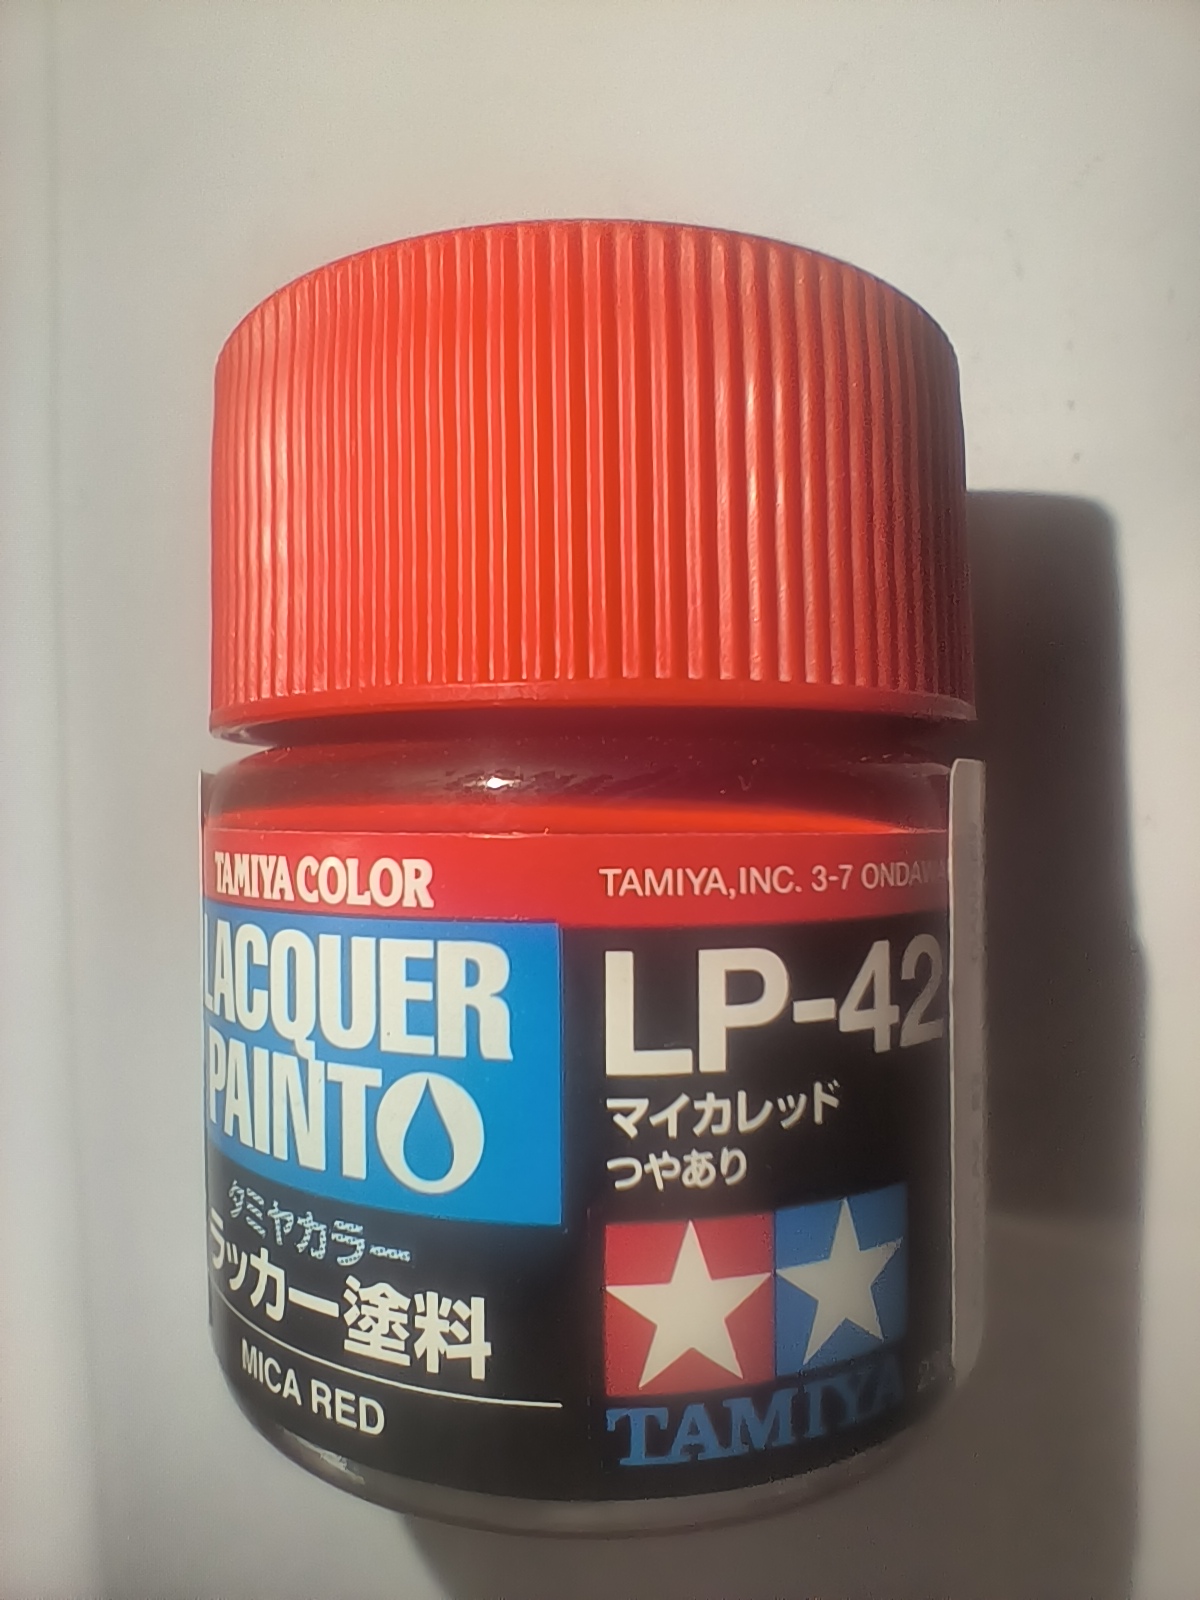 TAMIYA COLOR
LACQUER
PAINT
タミヤカラー
ラッカー塗料
MICA RED
TAMIYA, INC. 3-7
LP-42
マイカレッド
つやあり
TAMIYA